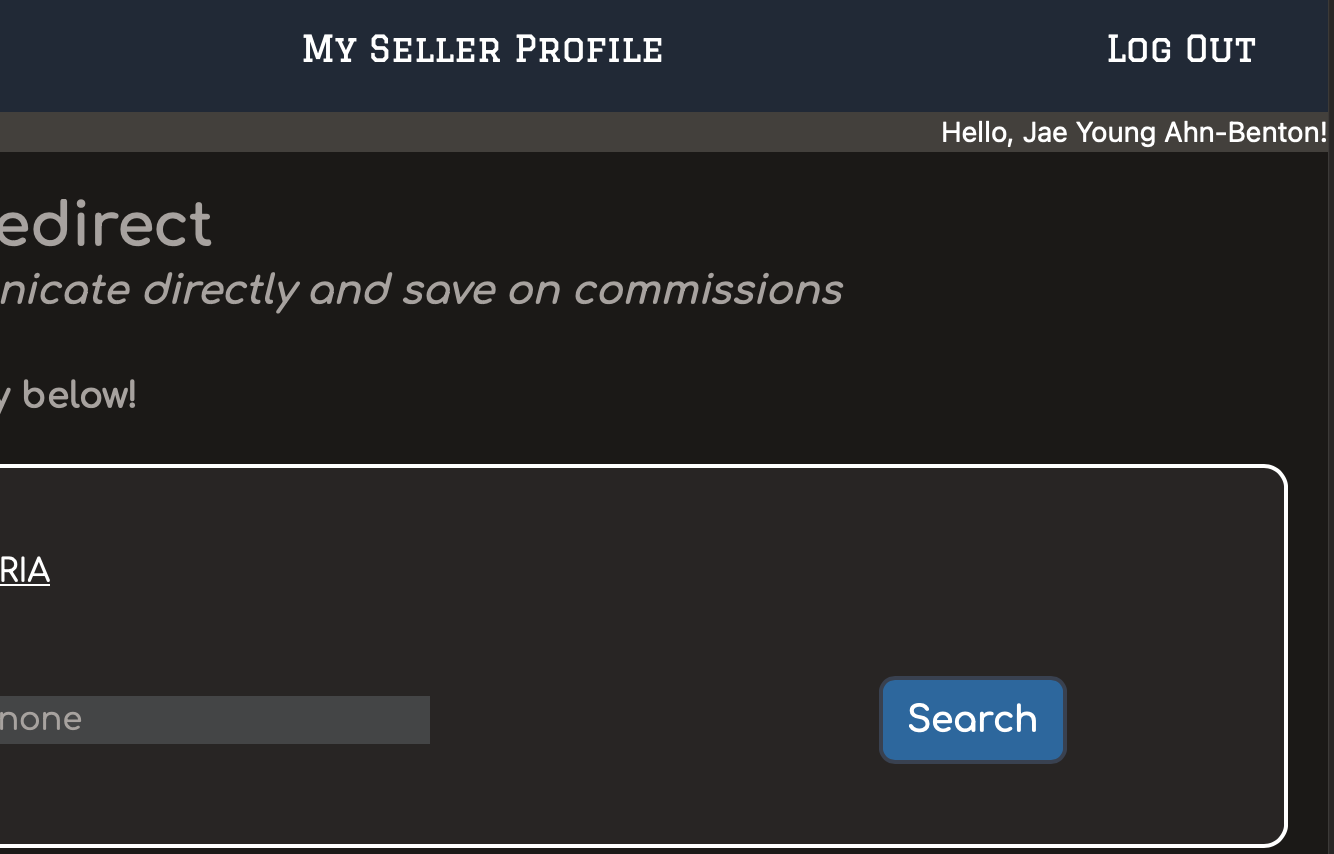 My Seller Profile Log Out
Hello, Jae Young Ahn-Benton!
edirect
nicate directly and save on commissions
y below!
RIA
none
Search